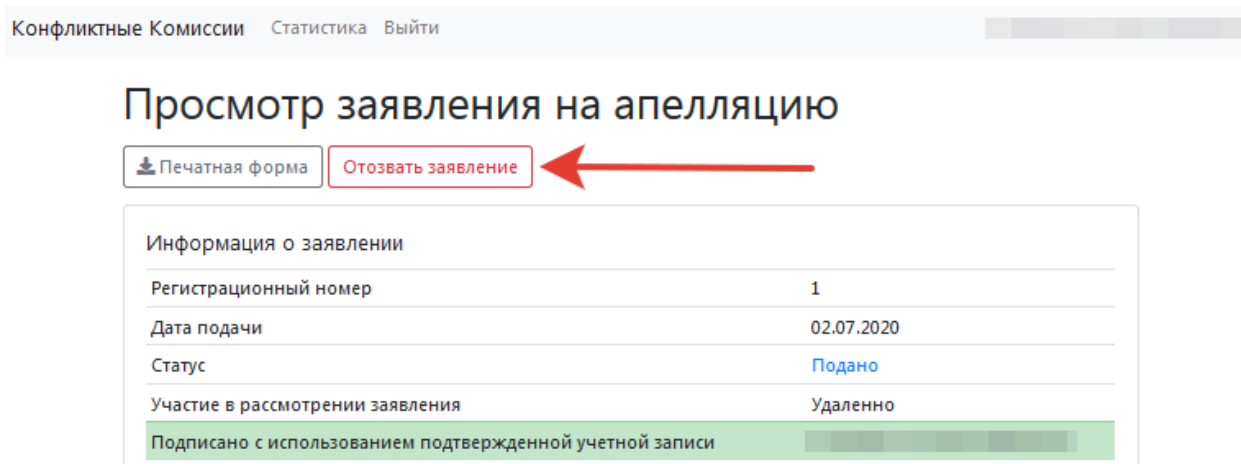 Конфликтные Комиссии Статистика Выйти
Просмотр заявления на апелляцию
Печатная форма Отозвать заявление
Информация о заявлении
Регистрационный номер 1
Дата подачи 02.07.2020
Статус Подано
Участие в рассмотрении заявления Удаленно
Подписано с использованием подтвержденной учетной записи